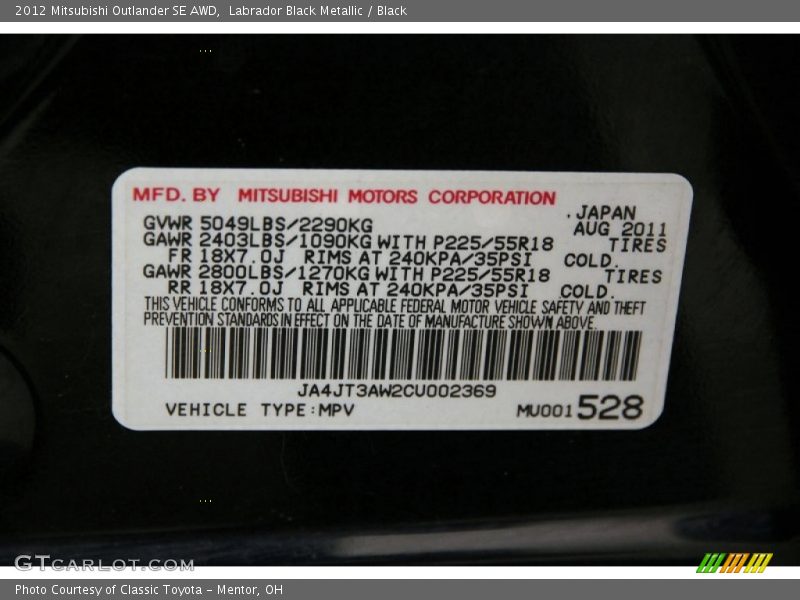 2012 Mitsubishi Outlander SE AWD,  Labrador Black Metallic / Black
MFD. BY MITSUBISHI MOTORS CORPORATION
.JAPAN
GVWR 5049LBS/2290KG AUG 2011
GAWR 2403LBS/1090KG WITH P225/55R18 TIRES
FR 18X7.0J RIMS AT 240KPA/35PSI COLD.
GAWR 2800LBS/1270KG WITH P225/55R18 TIRES
RR 18X7.0J RIMS AT 240KPA/35PSI COLD.
THIS VEHICLE CONFORMS TO ALL APPLICABLE FEDERAL MOTOR VEHICLE SAFETY AND THEFT
PREVENTION STANDARDS IN EFFECT ON THE DATE OF MANUFACTURE SHOWN ABOVE.
JA4JT3AW2CU002369
VEHICLE TYPE:MPV MU001528
GTCARLOT.COM
Photo Courtesy of Classic Toyota - Mentor, OH